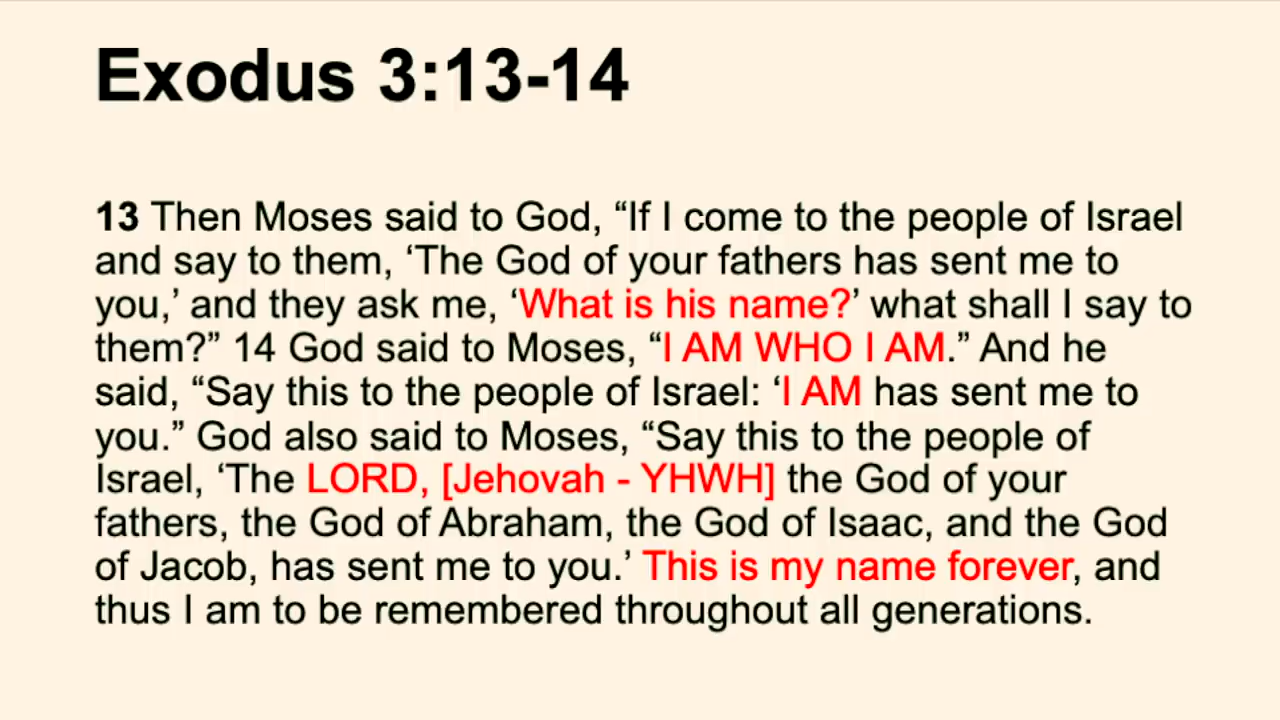 Exodus 3:13-14
13 Then Moses said to God, “If I come to the people of Israel
and say to them, ‘The God of your fathers has sent me to
you,’ and they ask me, ‘What is his name?’ what shall I say to
them?” 14 God said to Moses, “I AM WHO I AM.” And he
said, “Say this to the people of Israel: ‘I AM has sent me to
you.” God also said to Moses, “Say this to the people of
Israel, ‘The LORD, [Jehovah - YHWH] the God of your
fathers, the God of Abraham, the God of Isaac, and the God
of Jacob, has sent me to you.’ This is my name forever, and
thus I am to be remembered throughout all generations.